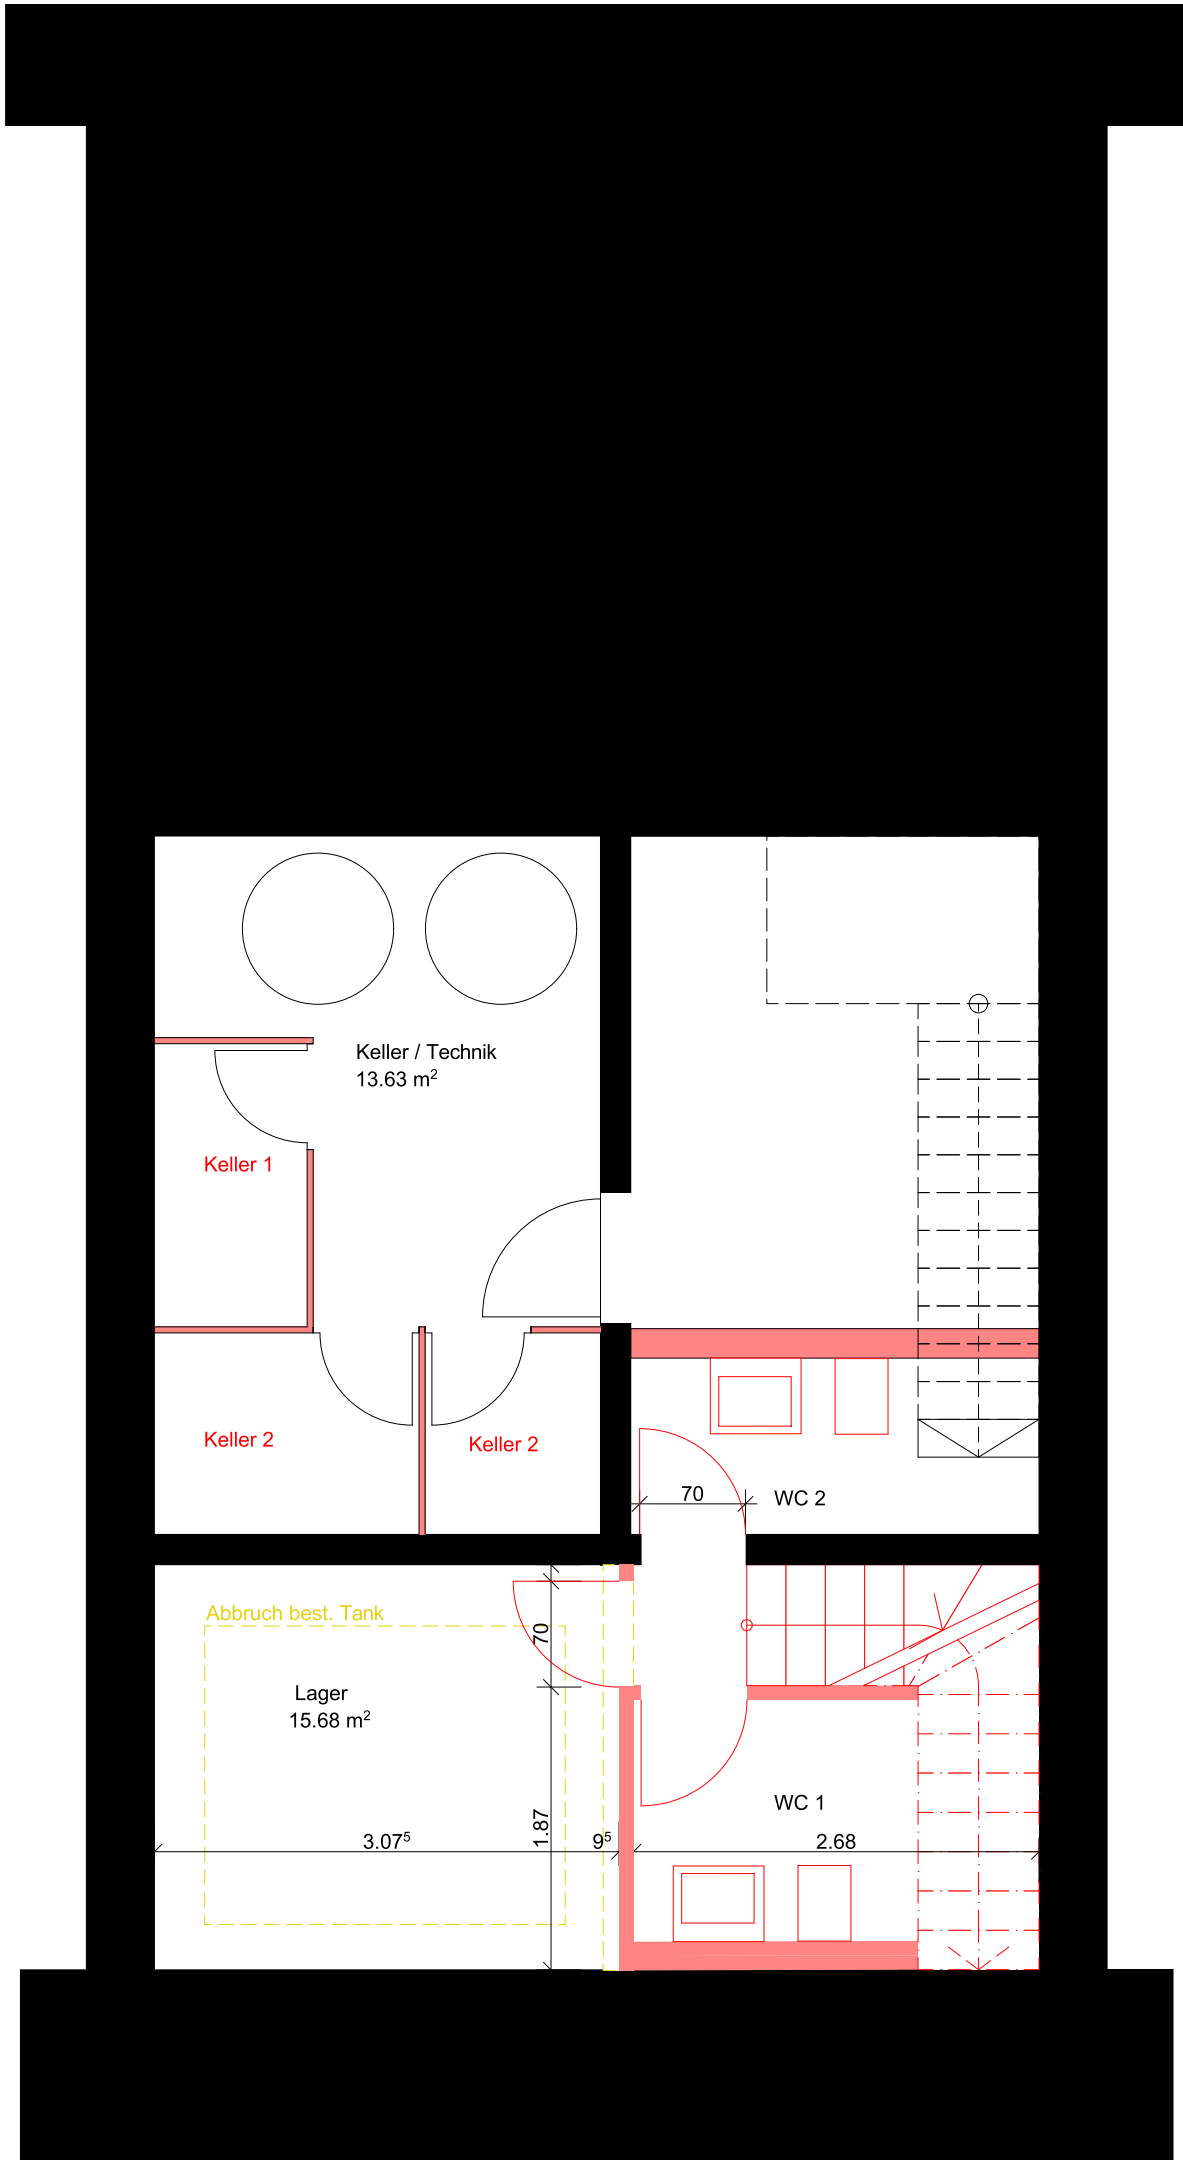 Keller / Technik
13.63 m²
Keller 1
Keller 2
Keller 2
70
WC 2
Abbruch best. Tank
70
Lager
15.68 m²
WC 1
1.87
3.07⁵
9⁵
2.68